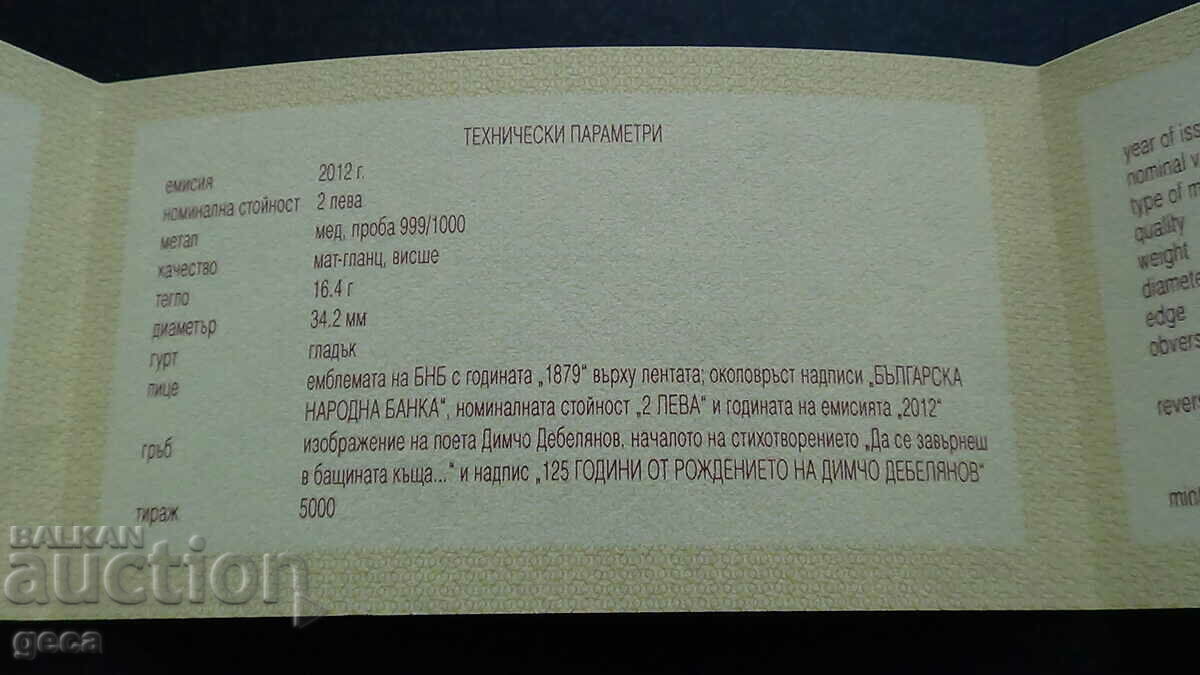 ТЕХНИЧЕСКИ ПАРАМЕТРИ
емисия 2012 г.
номинална стойност 2 лева
метал мед, проба 999/1000
качество мат-гланц, висше
тегло 16.4 г
диаметър 34.2 мм
гурт гладък
лице емблемата на БНБ с годината „1879“ върху лентата; околовръст надписи „БЪЛГАРСКА
НАРОДНА БАНКА“, номиналната стойност „2 ЛЕВА“ и годината на емисията „2012“
гръб изображение на поета Димчо Дебелянов, началото на стихотворението „Да се завърнеш
в бащината къща...“ и надпис „125 ГОДИНИ ОТ РОЖДЕНИЕТО НА ДИМЧО ДЕБЕЛЯНОВ“
тираж 5000
year of iss
nominal v
type of m
quality
weight
diamete
edge
obvers
revers
mint
BALKAN
auction
geca